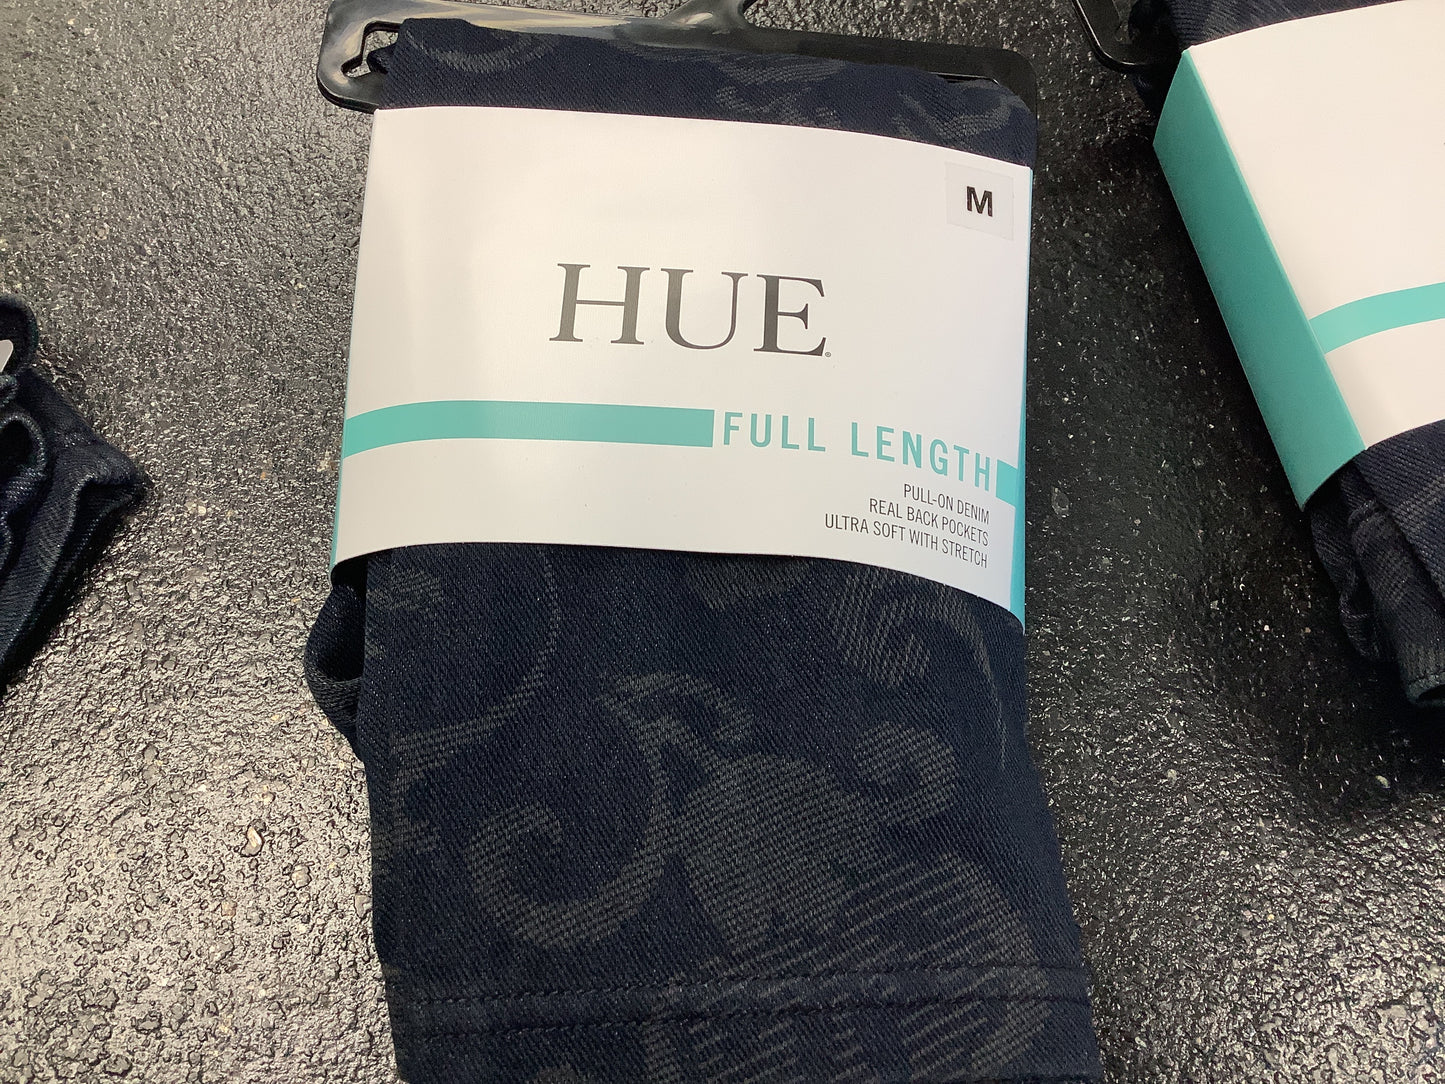 M
HUE®
FULL LENGTH
PULL-ON DENIM
REAL BACK POCKETS
ULTRA SOFT WITH STRETCH